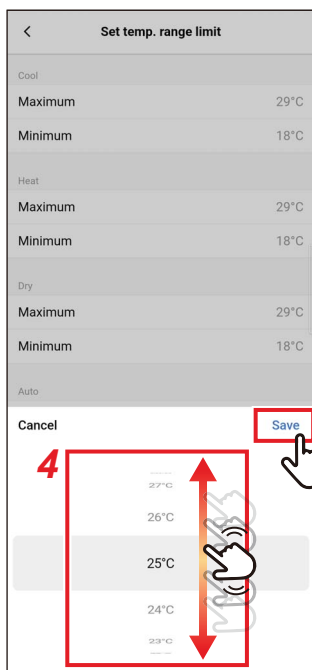 Set temp. range limit
Cool
Maximum 29°C
Minimum 18°C
Heat
Maximum 29°C
Minimum 18°C
Dry
Maximum 29°C
Minimum 18°C
Auto
Cancel Save
4
27°C
26°C
25°C
24°C
23°C